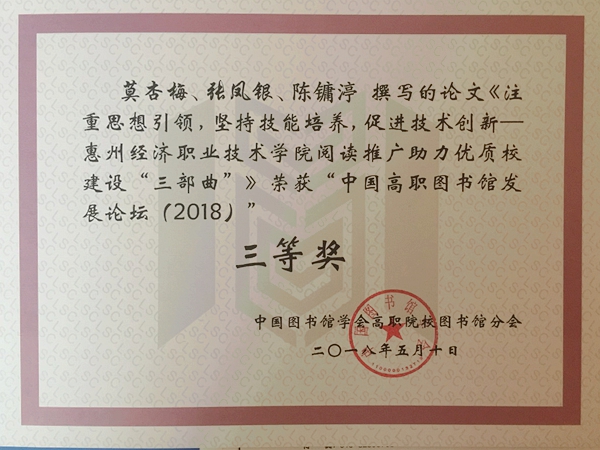 莫杏梅、张凤银、陈镛渟 撰写的论文《注
重思想引领，坚持技能培养，促进技术创新—
惠州经济职业技术学院阅读推广助力优质校
建设“三部曲”》荣获“中国高职图书馆发
展论坛（2018）”
三等奖
中国图书馆学会高职院校图书馆分会
二〇一八年五月十日